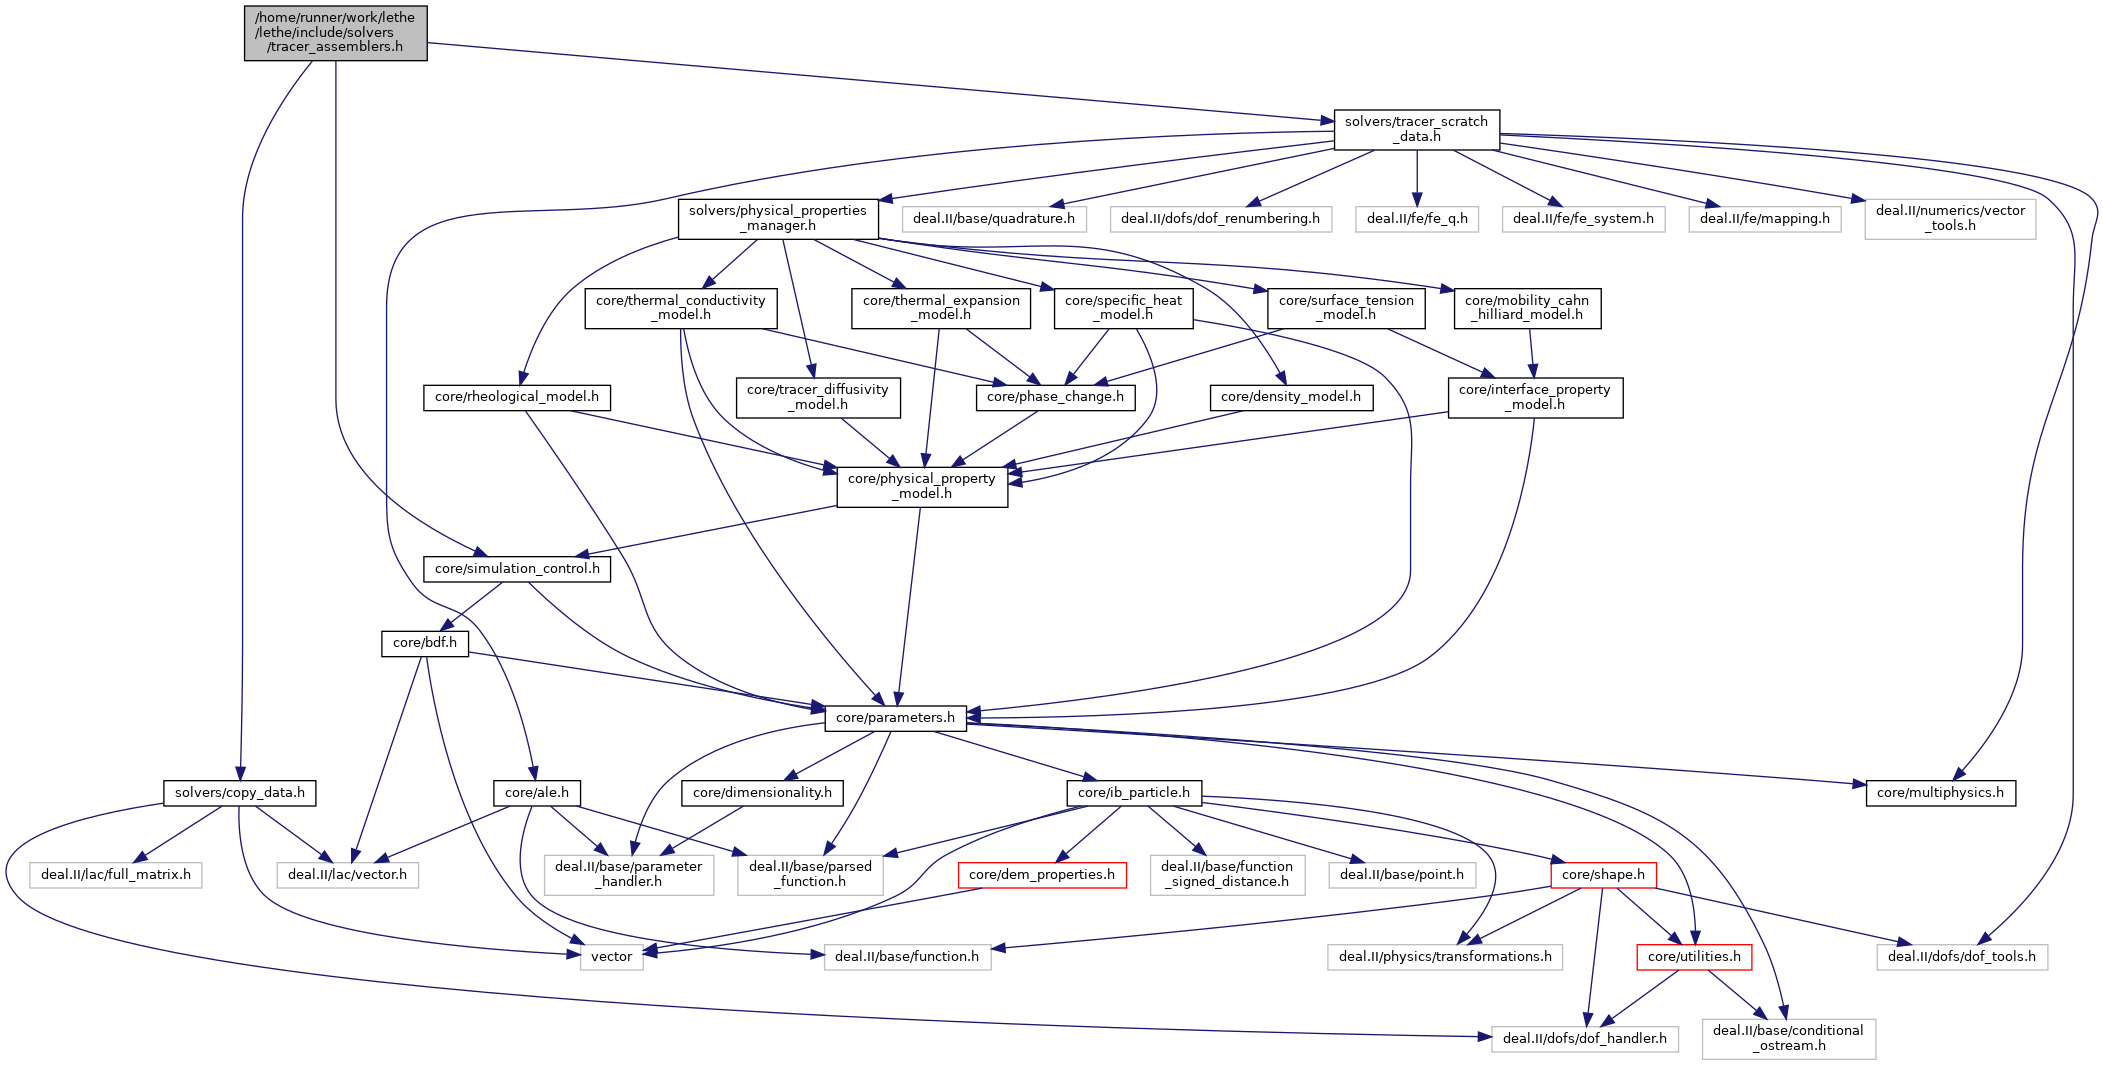 /home/runner/work/lethe
/lethe/include/solvers
/tracer_assemblers.h
solvers/tracer_scratch
_data.h
solvers/physical_properties
_manager.h
deal.II/base/quadrature.h
deal.II/dofs/dof_renumbering.h
deal.II/fe/fe_q.h
deal.II/fe/fe_system.h
deal.II/fe/mapping.h
deal.II/numerics/vector
_tools.h
core/thermal_conductivity
_model.h
core/thermal_expansion
_model.h
core/specific_heat
_model.h
core/surface_tension
_model.h
core/mobility_cahn
_hilliard_model.h
core/rheological_model.h
core/tracer_diffusivity
_model.h
core/phase_change.h
core/density_model.h
core/interface_property
_model.h
core/physical_property
_model.h
core/simulation_control.h
core/bdf.h
core/parameters.h
solvers/copy_data.h
core/ale.h
core/dimensionality.h
core/ib_particle.h
core/multiphysics.h
deal.II/lac/full_matrix.h
deal.II/lac/vector.h
deal.II/base/parameter
_handler.h
deal.II/base/parsed
_function.h
core/dem_properties.h
deal.II/base/function
_signed_distance.h
deal.II/base/point.h
core/shape.h
vector
deal.II/base/function.h
deal.II/physics/transformations.h
core/utilities.h
deal.II/dofs/dof_tools.h
deal.II/dofs/dof_handler.h
deal.II/base/conditional
_ostream.h